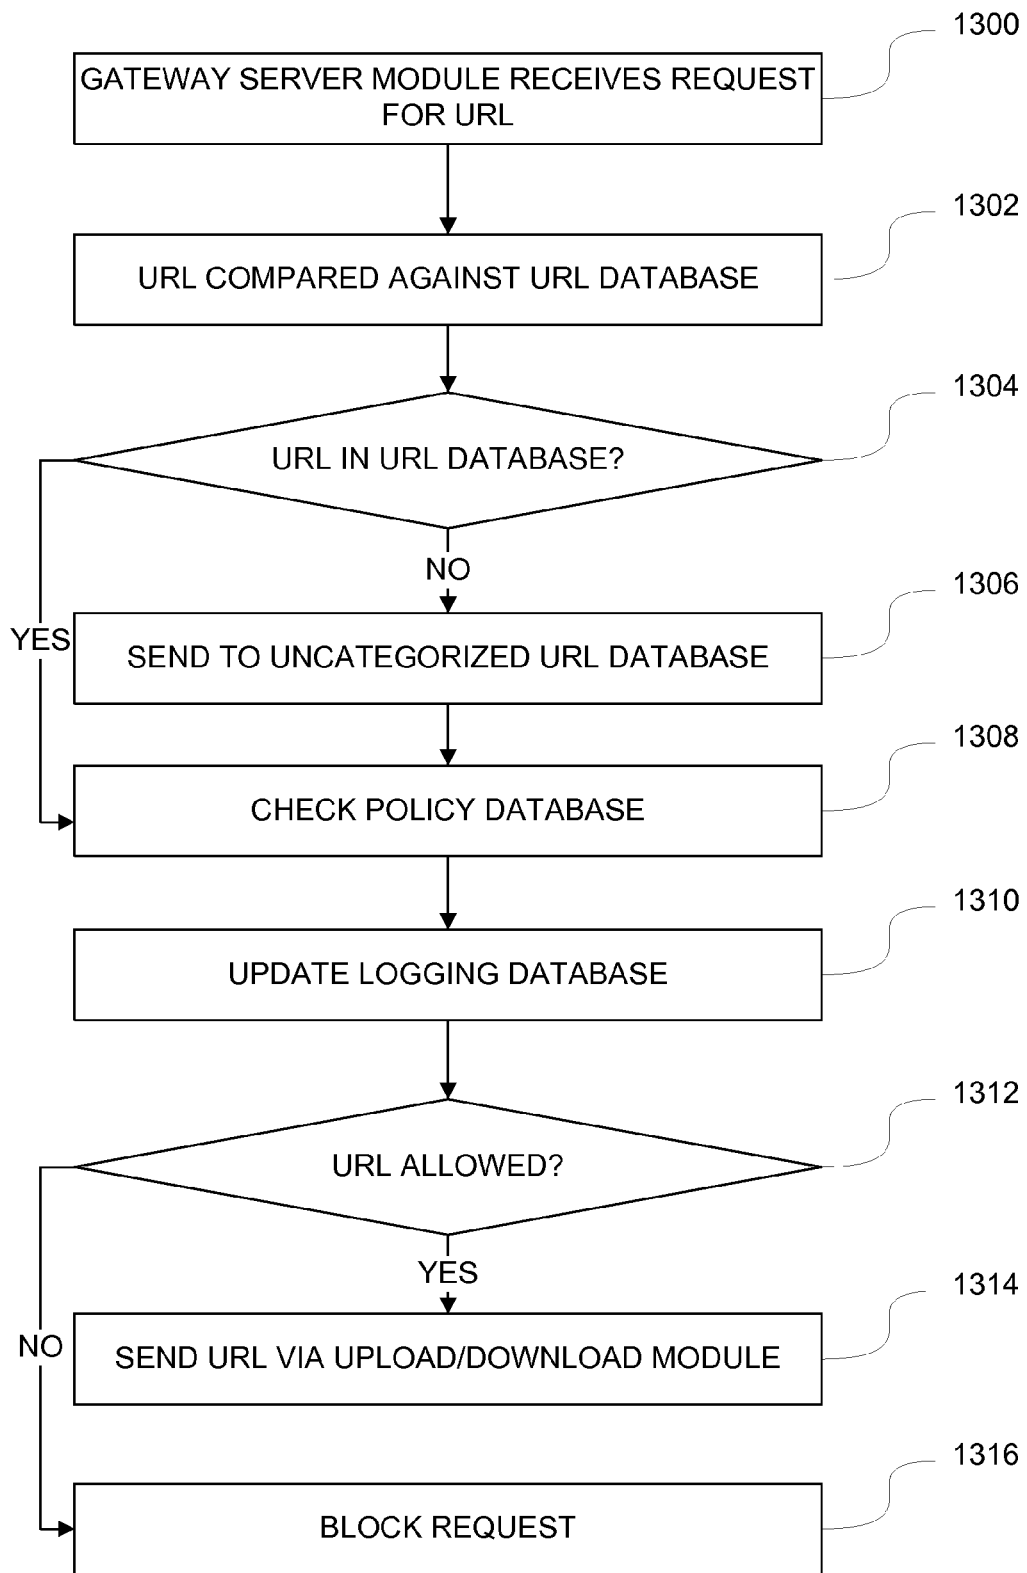 1300
GATEWAY SERVER MODULE RECEIVES REQUEST
FOR URL
1302
URL COMPARED AGAINST URL DATABASE
1304
URL IN URL DATABASE?
NO
1306
YES
SEND TO UNCATEGORIZED URL DATABASE
1308
CHECK POLICY DATABASE
1310
UPDATE LOGGING DATABASE
1312
URL ALLOWED?
YES
1314
NO
SEND URL VIA UPLOAD/DOWNLOAD MODULE
1316
BLOCK REQUEST